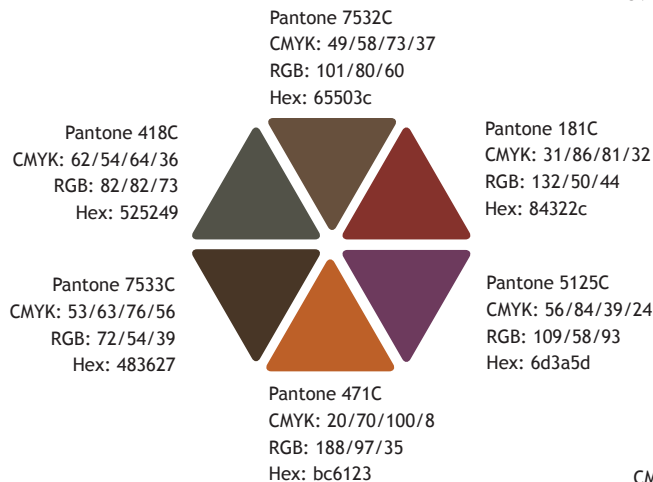 Pantone 7532C
CMYK: 49/58/73/37
RGB: 101/80/60
Hex: 65503c
Pantone 418C
CMYK: 62/54/64/36
RGB: 82/82/73
Hex: 525249
Pantone 181C
CMYK: 31/86/81/32
RGB: 132/50/44
Hex: 84322c
Pantone 7533C
CMYK: 53/63/76/56
RGB: 72/54/39
Hex: 483627
Pantone 5125C
CMYK: 56/84/39/24
RGB: 109/58/93
Hex: 6d3a5d
Pantone 471C
CMYK: 20/70/100/8
RGB: 188/97/35
Hex: bc6123
CM